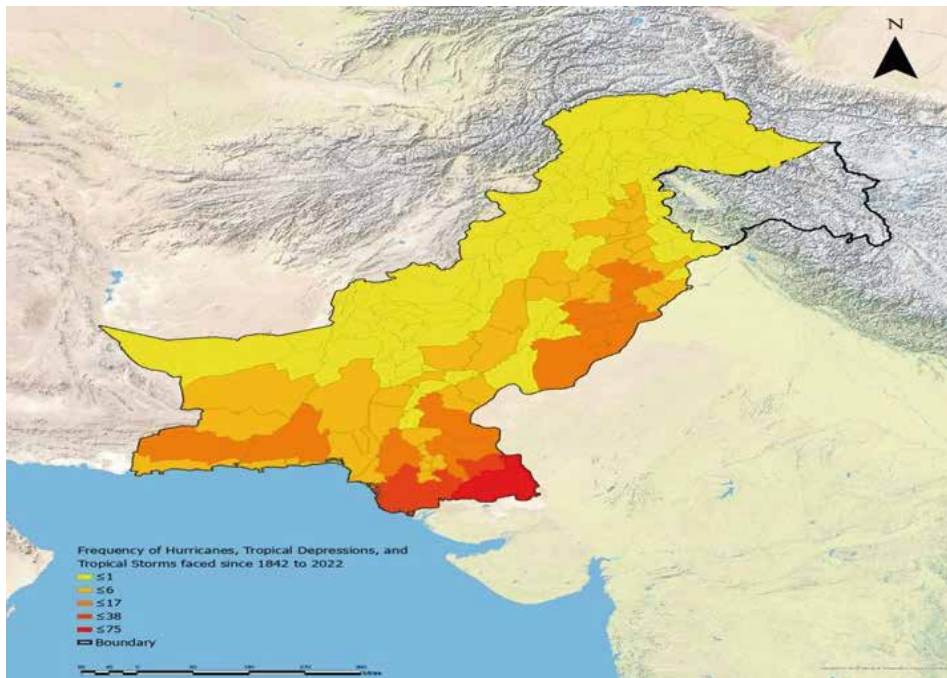 N
Frequency of Hurricanes, Tropical Depressions, and
Tropical Storms faced since 1842 to 2022
≤1
≤6
≤17
≤38
≤75
Boundary